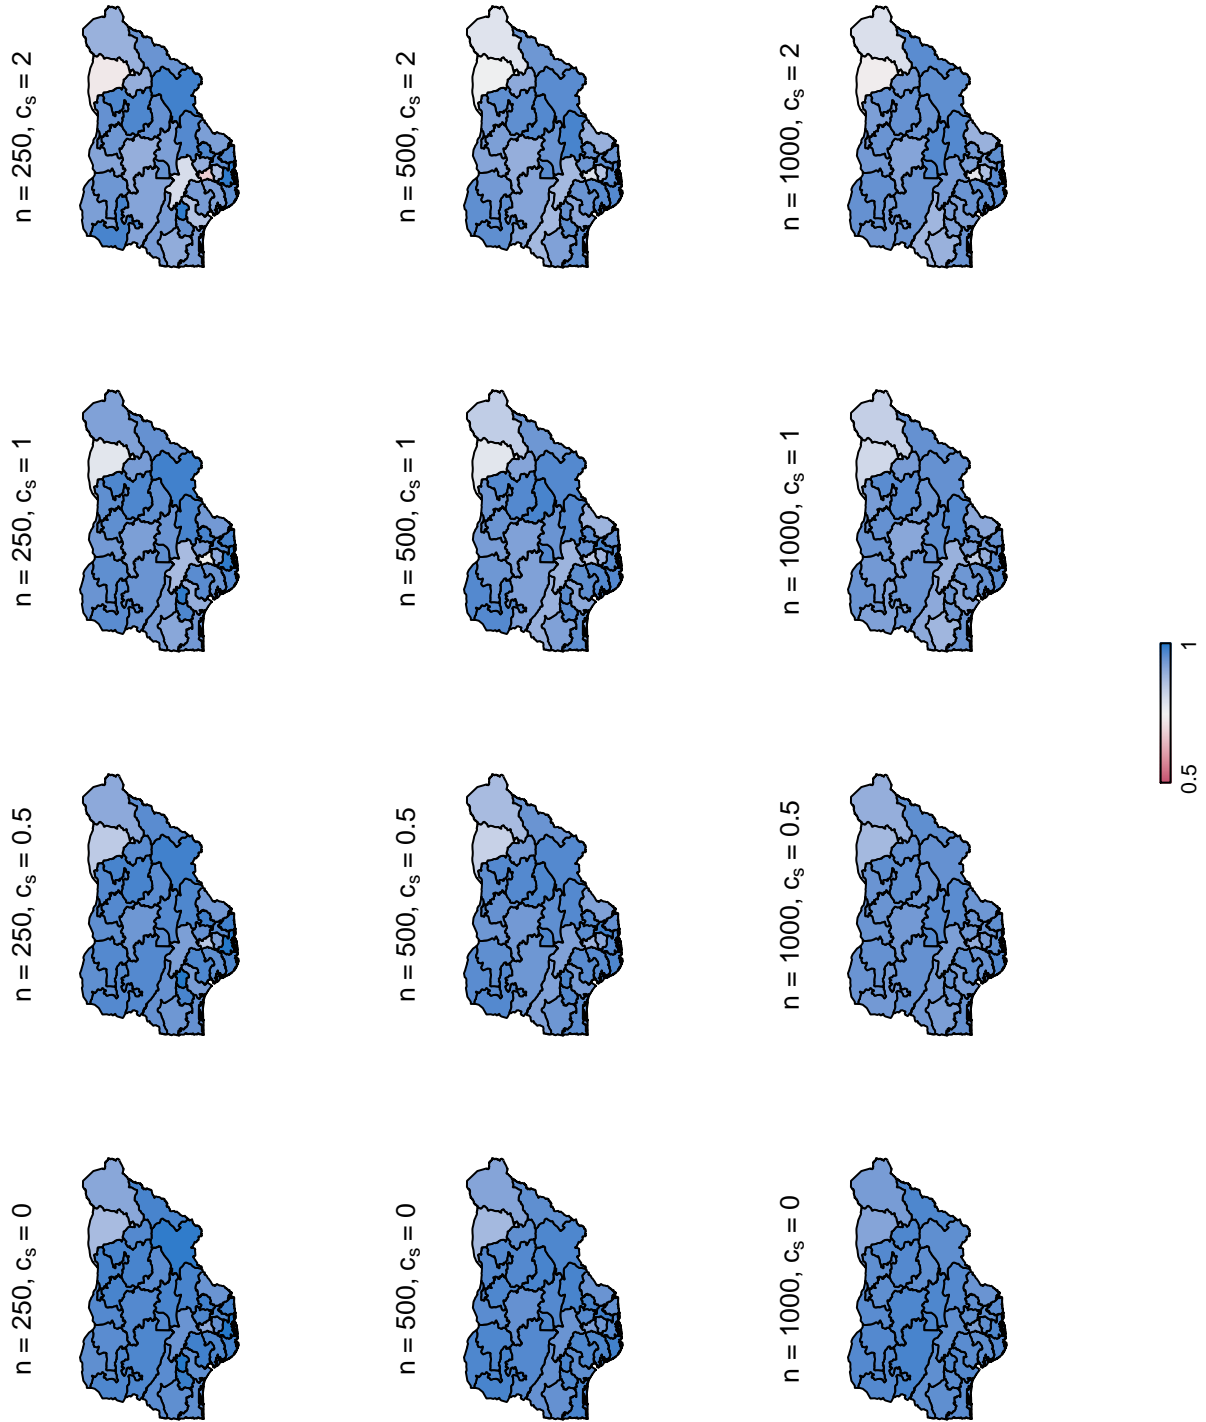 n = 250, cₛ = 0
n = 250, cₛ = 0.5
n = 250, cₛ = 1
n = 250, cₛ = 2
n = 500, cₛ = 0
n = 500, cₛ = 0.5
n = 500, cₛ = 1
n = 500, cₛ = 2
n = 1000, cₛ = 0
n = 1000, cₛ = 0.5
n = 1000, cₛ = 1
n = 1000, cₛ = 2
0.5 1